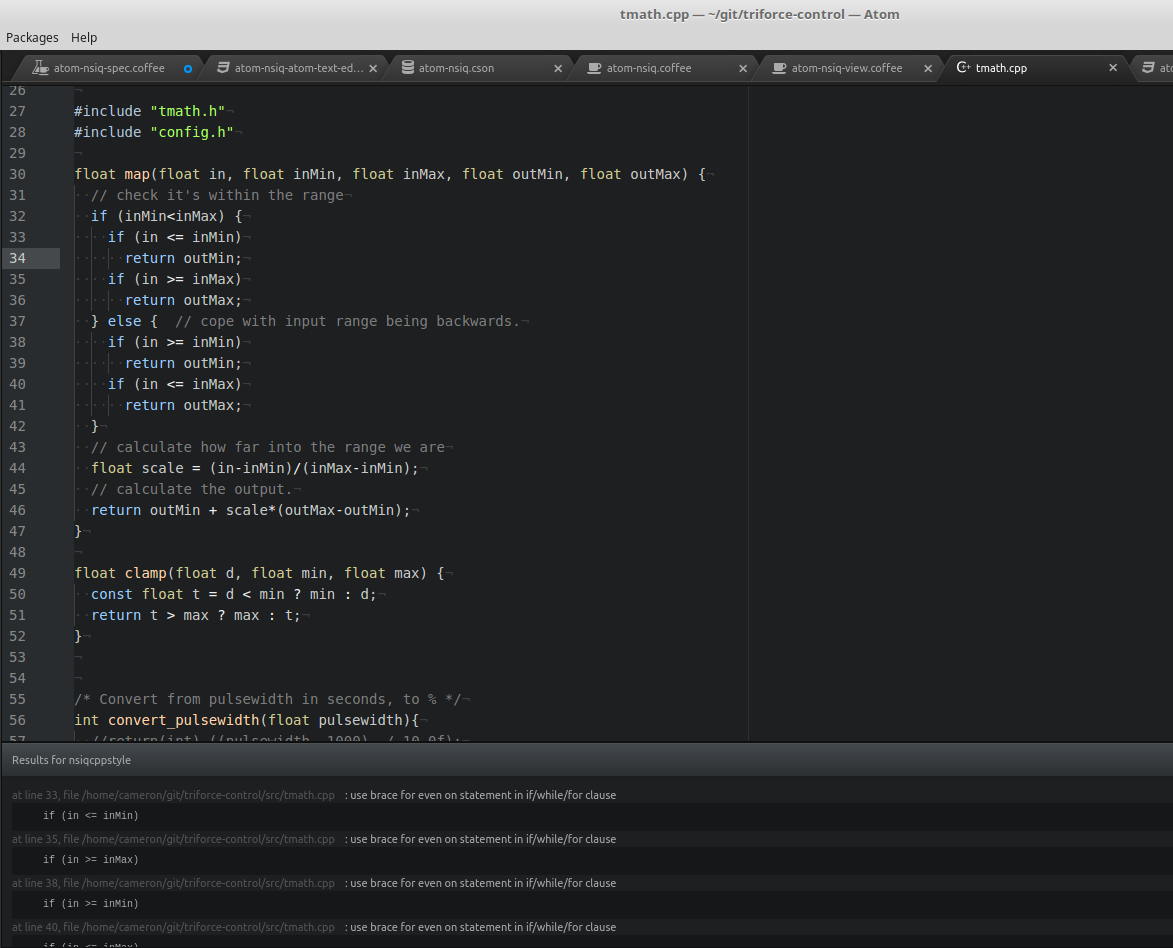 tmath.cpp — ~/git/triforce-control — Atom
Packages Help
atom-nsiq-spec.coffee atom-nsiq-atom-text-ed... atom-nsiq.cson atom-nsiq.coffee atom-nsiq-view.coffee tmath.cpp ato
26
27 #include "tmath.h"
28 #include "config.h"
29
30 float map(float in, float inMin, float inMax, float outMin, float outMax) {
31 // check it's within the range
32 if (inMin<inMax) {
33 if (in <= inMin)
34 return outMin;
35 if (in >= inMax)
36 return outMax;
37 } else { // cope with input range being backwards.
38 if (in >= inMin)
39 return outMin;
40 if (in <= inMax)
41 return outMax;
42 }
43 // calculate how far into the range we are
44 float scale = (in-inMin)/(inMax-inMin);
45 // calculate the output.
46 return outMin + scale*(outMax-outMin);
47 }
48
49 float clamp(float d, float min, float max) {
50 const float t = d < min ? min : d;
51 return t > max ? max : t;
52 }
53
54
55 /* Convert from pulsewidth in seconds, to % */
56 int convert_pulsewidth(float pulsewidth){
57 //return(int) ((pulsewidth 1000) / 10.0f);
Results for nsiqcppstyle
at line 33, file /home/cameron/git/triforce-control/src/tmath.cpp : use brace for even on statement in if/while/for clause
if (in <= inMin)
at line 35, file /home/cameron/git/triforce-control/src/tmath.cpp : use brace for even on statement in if/while/for clause
if (in >= inMax)
at line 38, file /home/cameron/git/triforce-control/src/tmath.cpp : use brace for even on statement in if/while/for clause
if (in >= inMin)
at line 40, file /home/cameron/git/triforce-control/src/tmath.cpp : use brace for even on statement in if/while/for clause
if (in <= inMax)